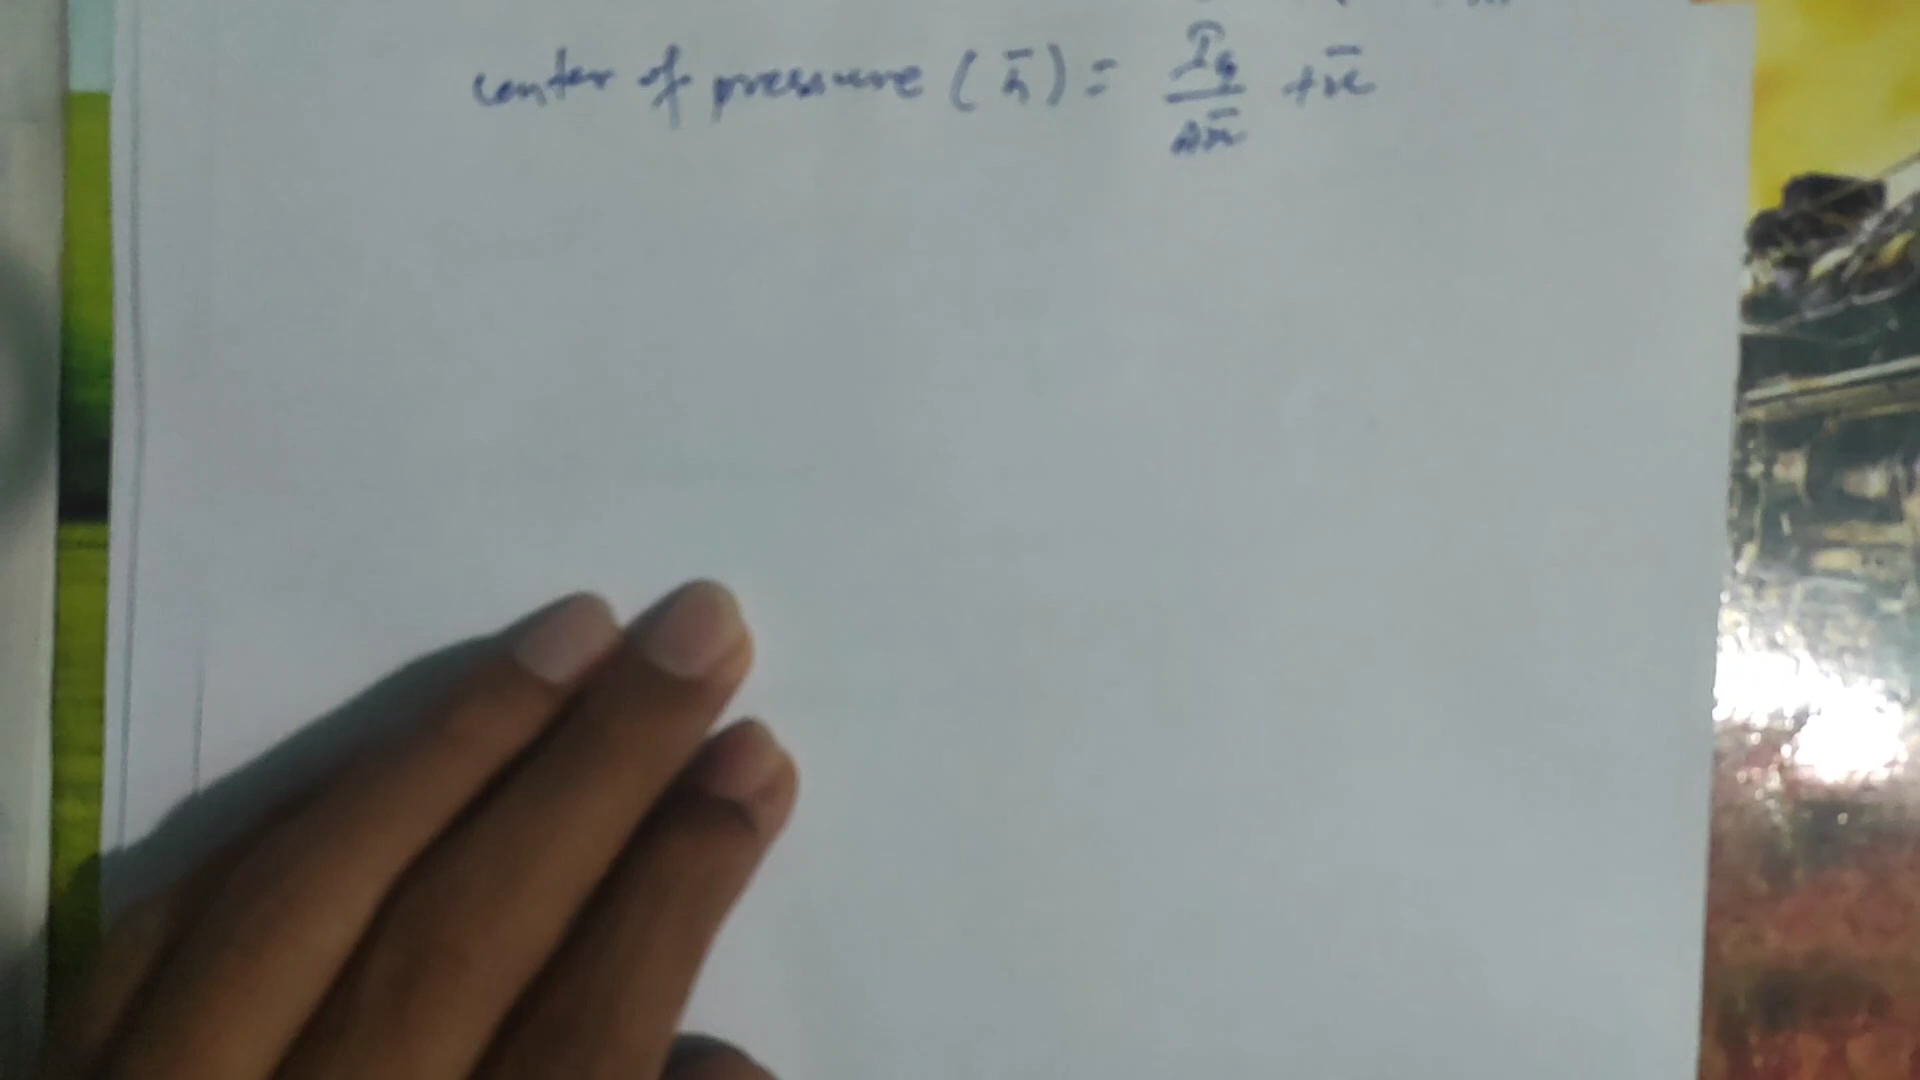 center of pressure (h̄) = I_G / Ax̄ + x̄